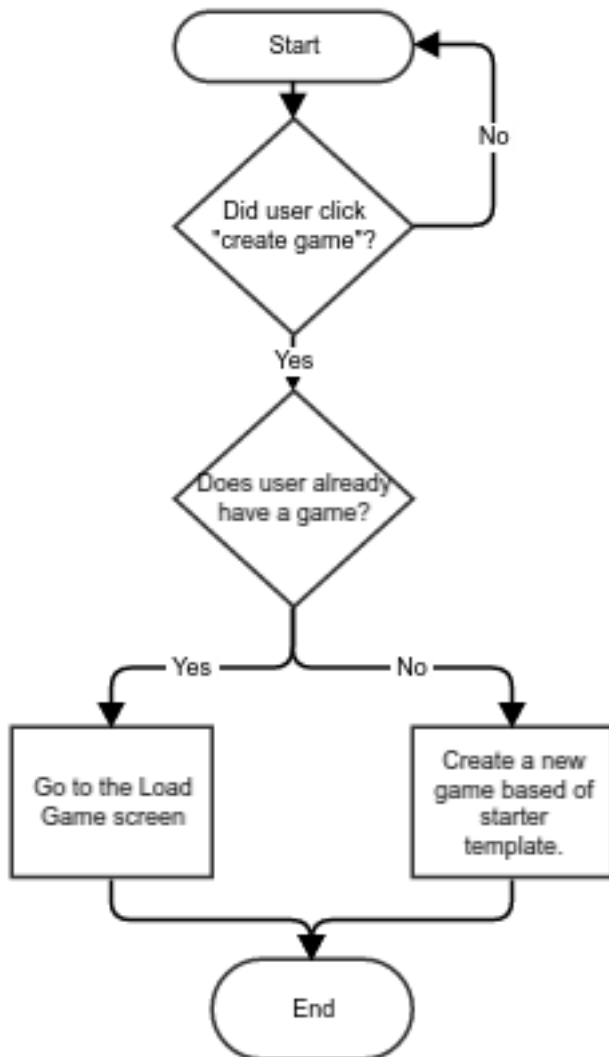 Start
No
Did user click
"create game"?
Yes
Does user already
have a game?
Yes
No
Go to the Load
Game screen
Create a new
game based of
starter
template.
End